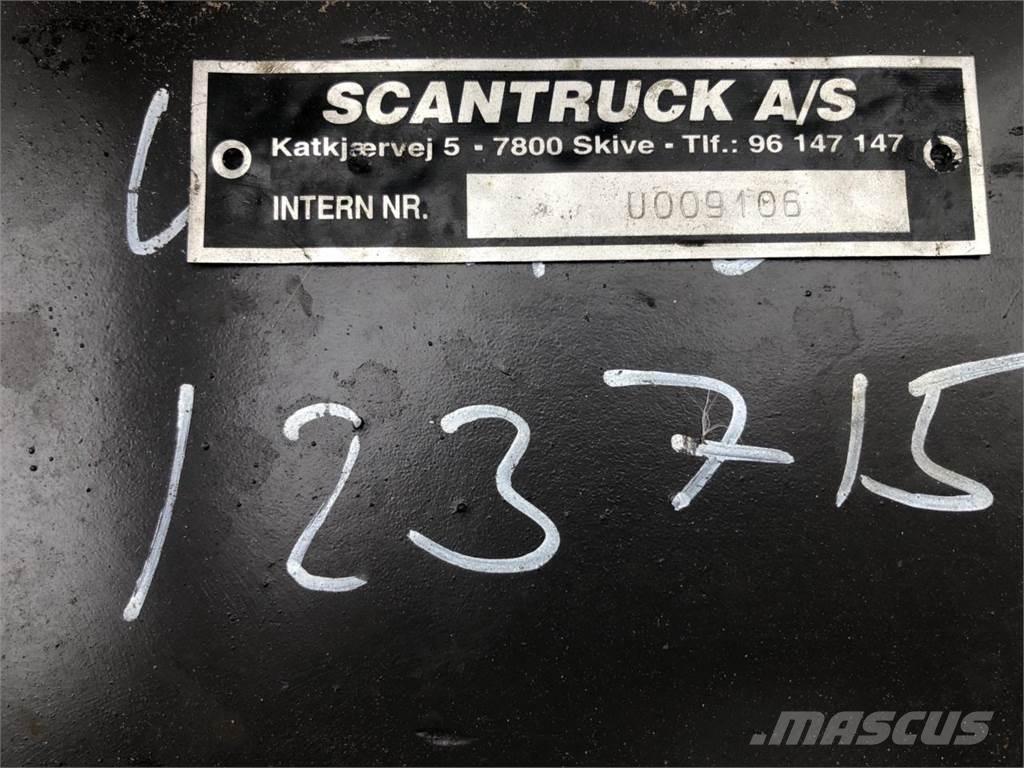 SCANTRUCK A/S
Katkjærvej 5 - 7800 Skive - Tlf.: 96 147 147
INTERN NR. U009106
123715
MASCUS